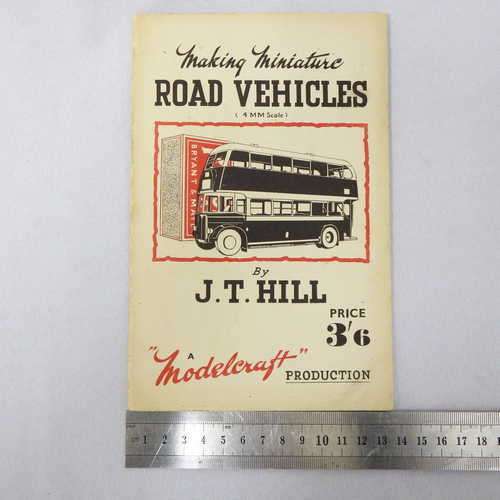 Making Miniature
ROAD VEHICLES
( 4 MM Scale )
BRYANT & MAY
By
J. T. HILL
PRICE
3'6
A
"Modelcraft"
PRODUCTION
1 2 3 4 5 6 7 8 9 10 11 12 13 14 15 16 17 18